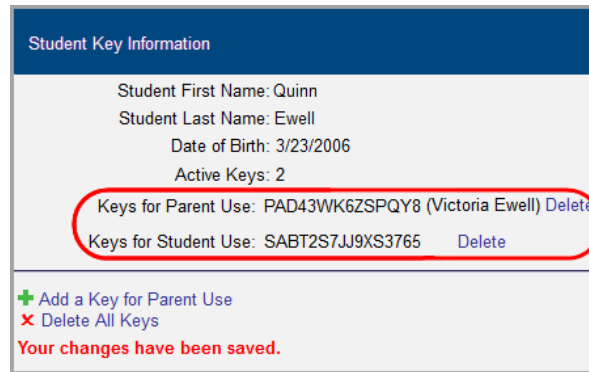 Student Key Information
Student First Name: Quinn
Student Last Name: Ewell
Date of Birth: 3/23/2006
Active Keys: 2
Keys for Parent Use: PAD43WK6ZSPQY8 (Victoria Ewell) Delete
Keys for Student Use: SABT2S7JJ9XS3765 Delete
Add a Key for Parent Use
Delete All Keys
Your changes have been saved.